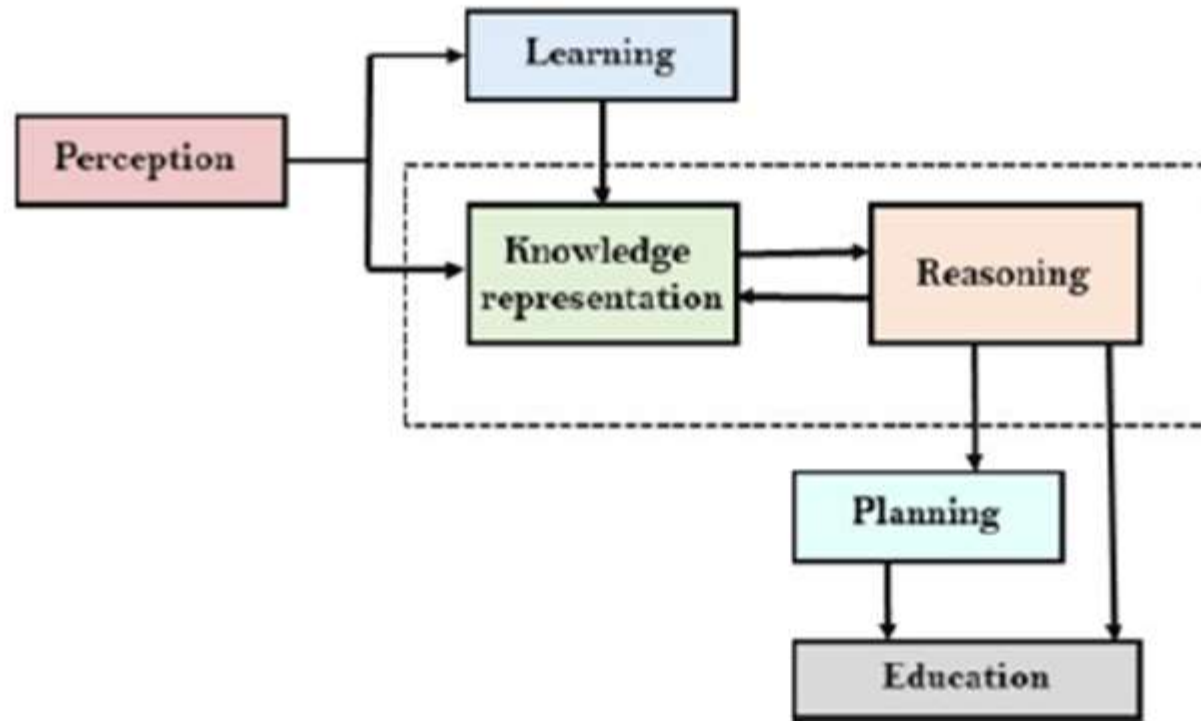 Learning
Perception
Knowledge
representation
Reasoning
Planning
Education